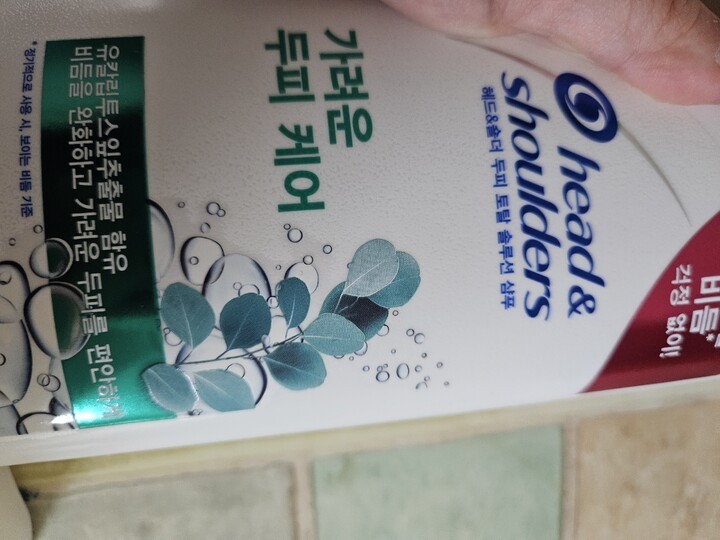 비듬*
걱정 없이!
head &
shoulders
헤드&숄더 두피 토탈 솔루션 샴푸
가려운
두피 케어
유칼립투스잎추출물 함유
비듬을 완화하고 가려운 두피를 편안하게
*정기적으로 사용 시, 보이는 비듬 기준